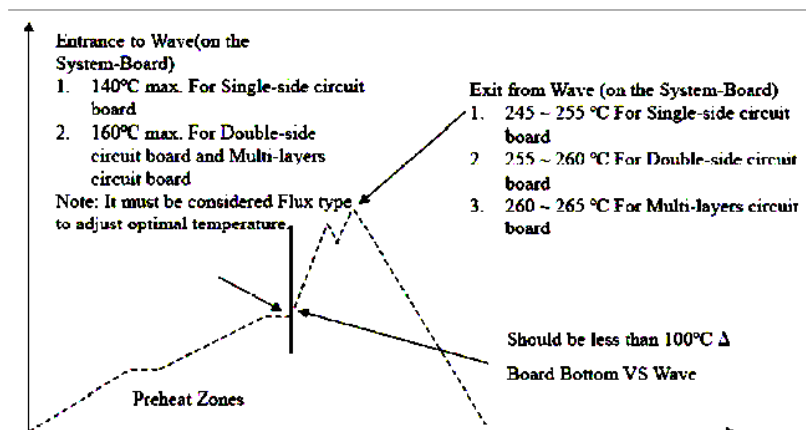 Entrance to Wave(on the
System-Board)
1. 140℃ max. For Single-side circuit
board
2. 160℃ max. For Double-side
circuit board and Multi-layers
circuit board
Note: It must be considered Flux type
to adjust optimal temperature
Exit from Wave (on the System-Board)
1. 245 ~ 255 ℃ For Single-side circuit
board
2 255 ~ 260 ℃ For Double-side circuit
board
3. 260 ~ 265 ℃ For Multi-layers circuit
board
Should be less than 100℃ Δ
Board Bottom VS Wave
Preheat Zones